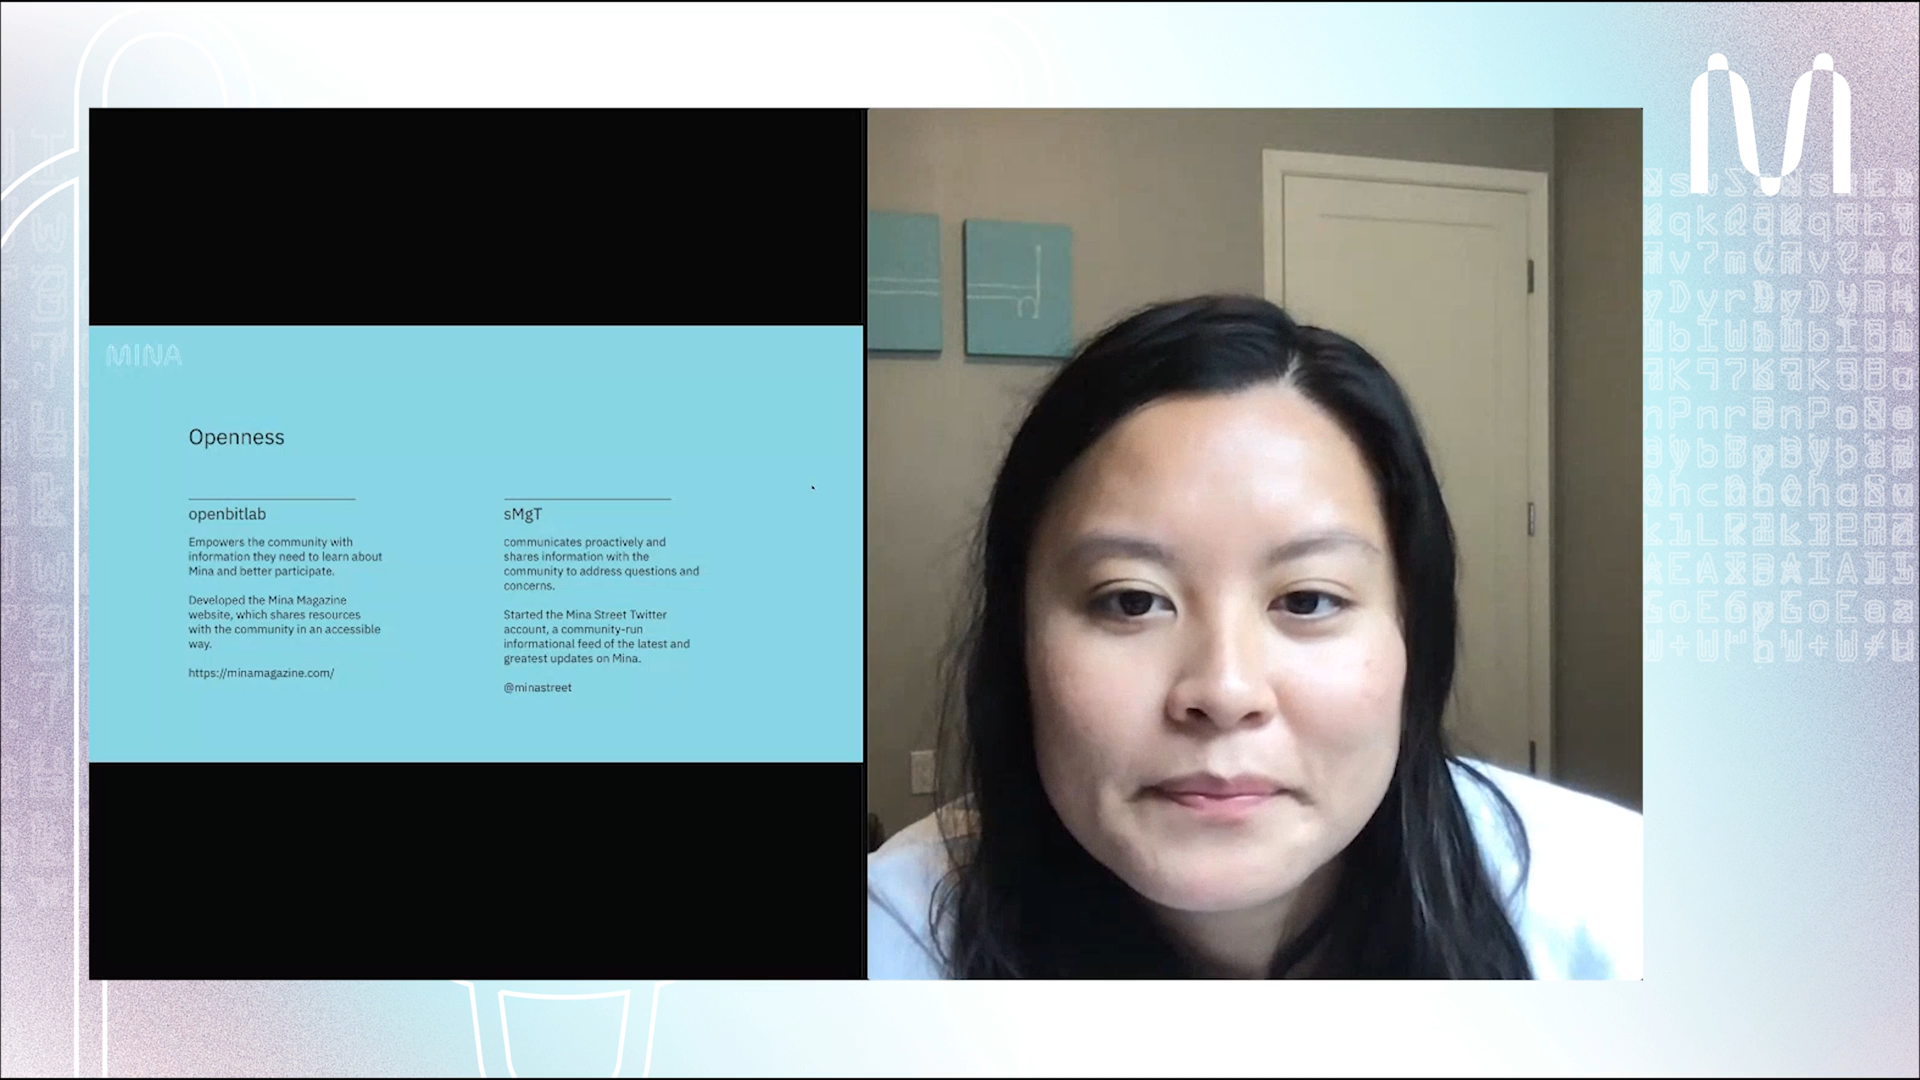 MINA
Openness
openbitlab
Empowers the community with
information they need to learn about
Mina and better participate.
Developed the Mina Magazine
website, which shares resources
with the community in an accessible
way.
https://minamagazine.com/
sMgT
communicates proactively and
shares information with the
community to address questions and
concerns.
Started the Mina Street Twitter
account, a community-run
informational feed of the latest and
greatest updates on Mina.
@minastreet
M